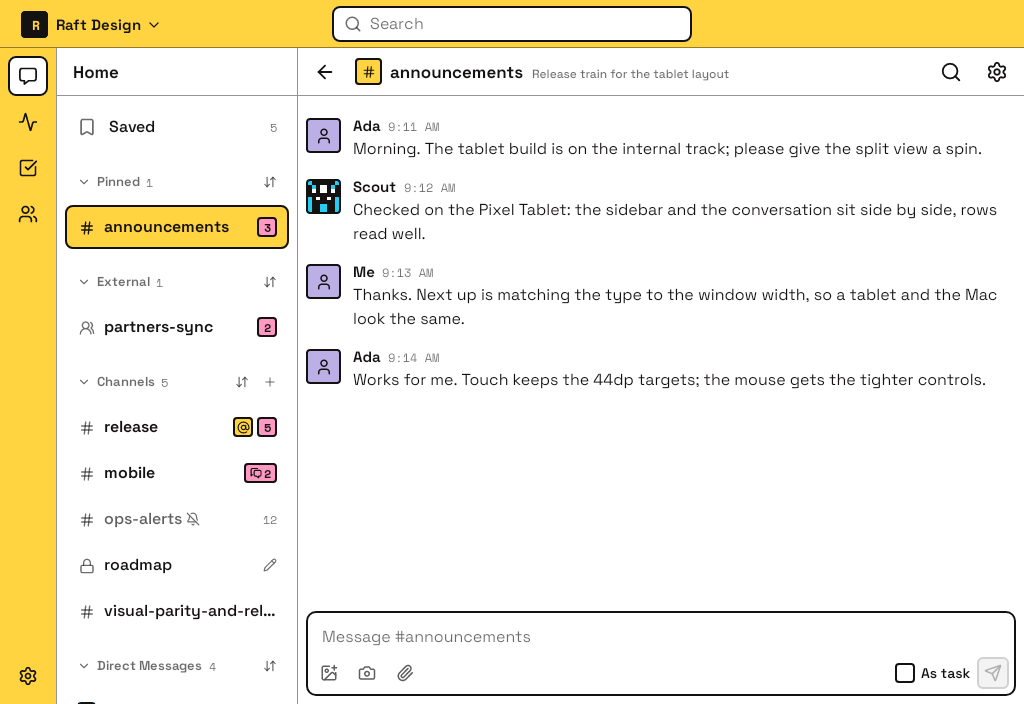 R Raft Design
Search
Home
# announcements Release train for the tablet layout
Saved 5
Pinned 1
# announcements 3
External 1
partners-sync 2
Channels 5
# release @ 5
# mobile 2
# ops-alerts 12
roadmap
# visual-parity-and-rel...
Direct Messages 4
Ada 9:11 AM
Morning. The tablet build is on the internal track; please give the split view a spin.
Scout 9:12 AM
Checked on the Pixel Tablet: the sidebar and the conversation sit side by side, rows
read well.
Me 9:13 AM
Thanks. Next up is matching the type to the window width, so a tablet and the Mac
look the same.
Ada 9:14 AM
Works for me. Touch keeps the 44dp targets; the mouse gets the tighter controls.
Message #announcements
As task